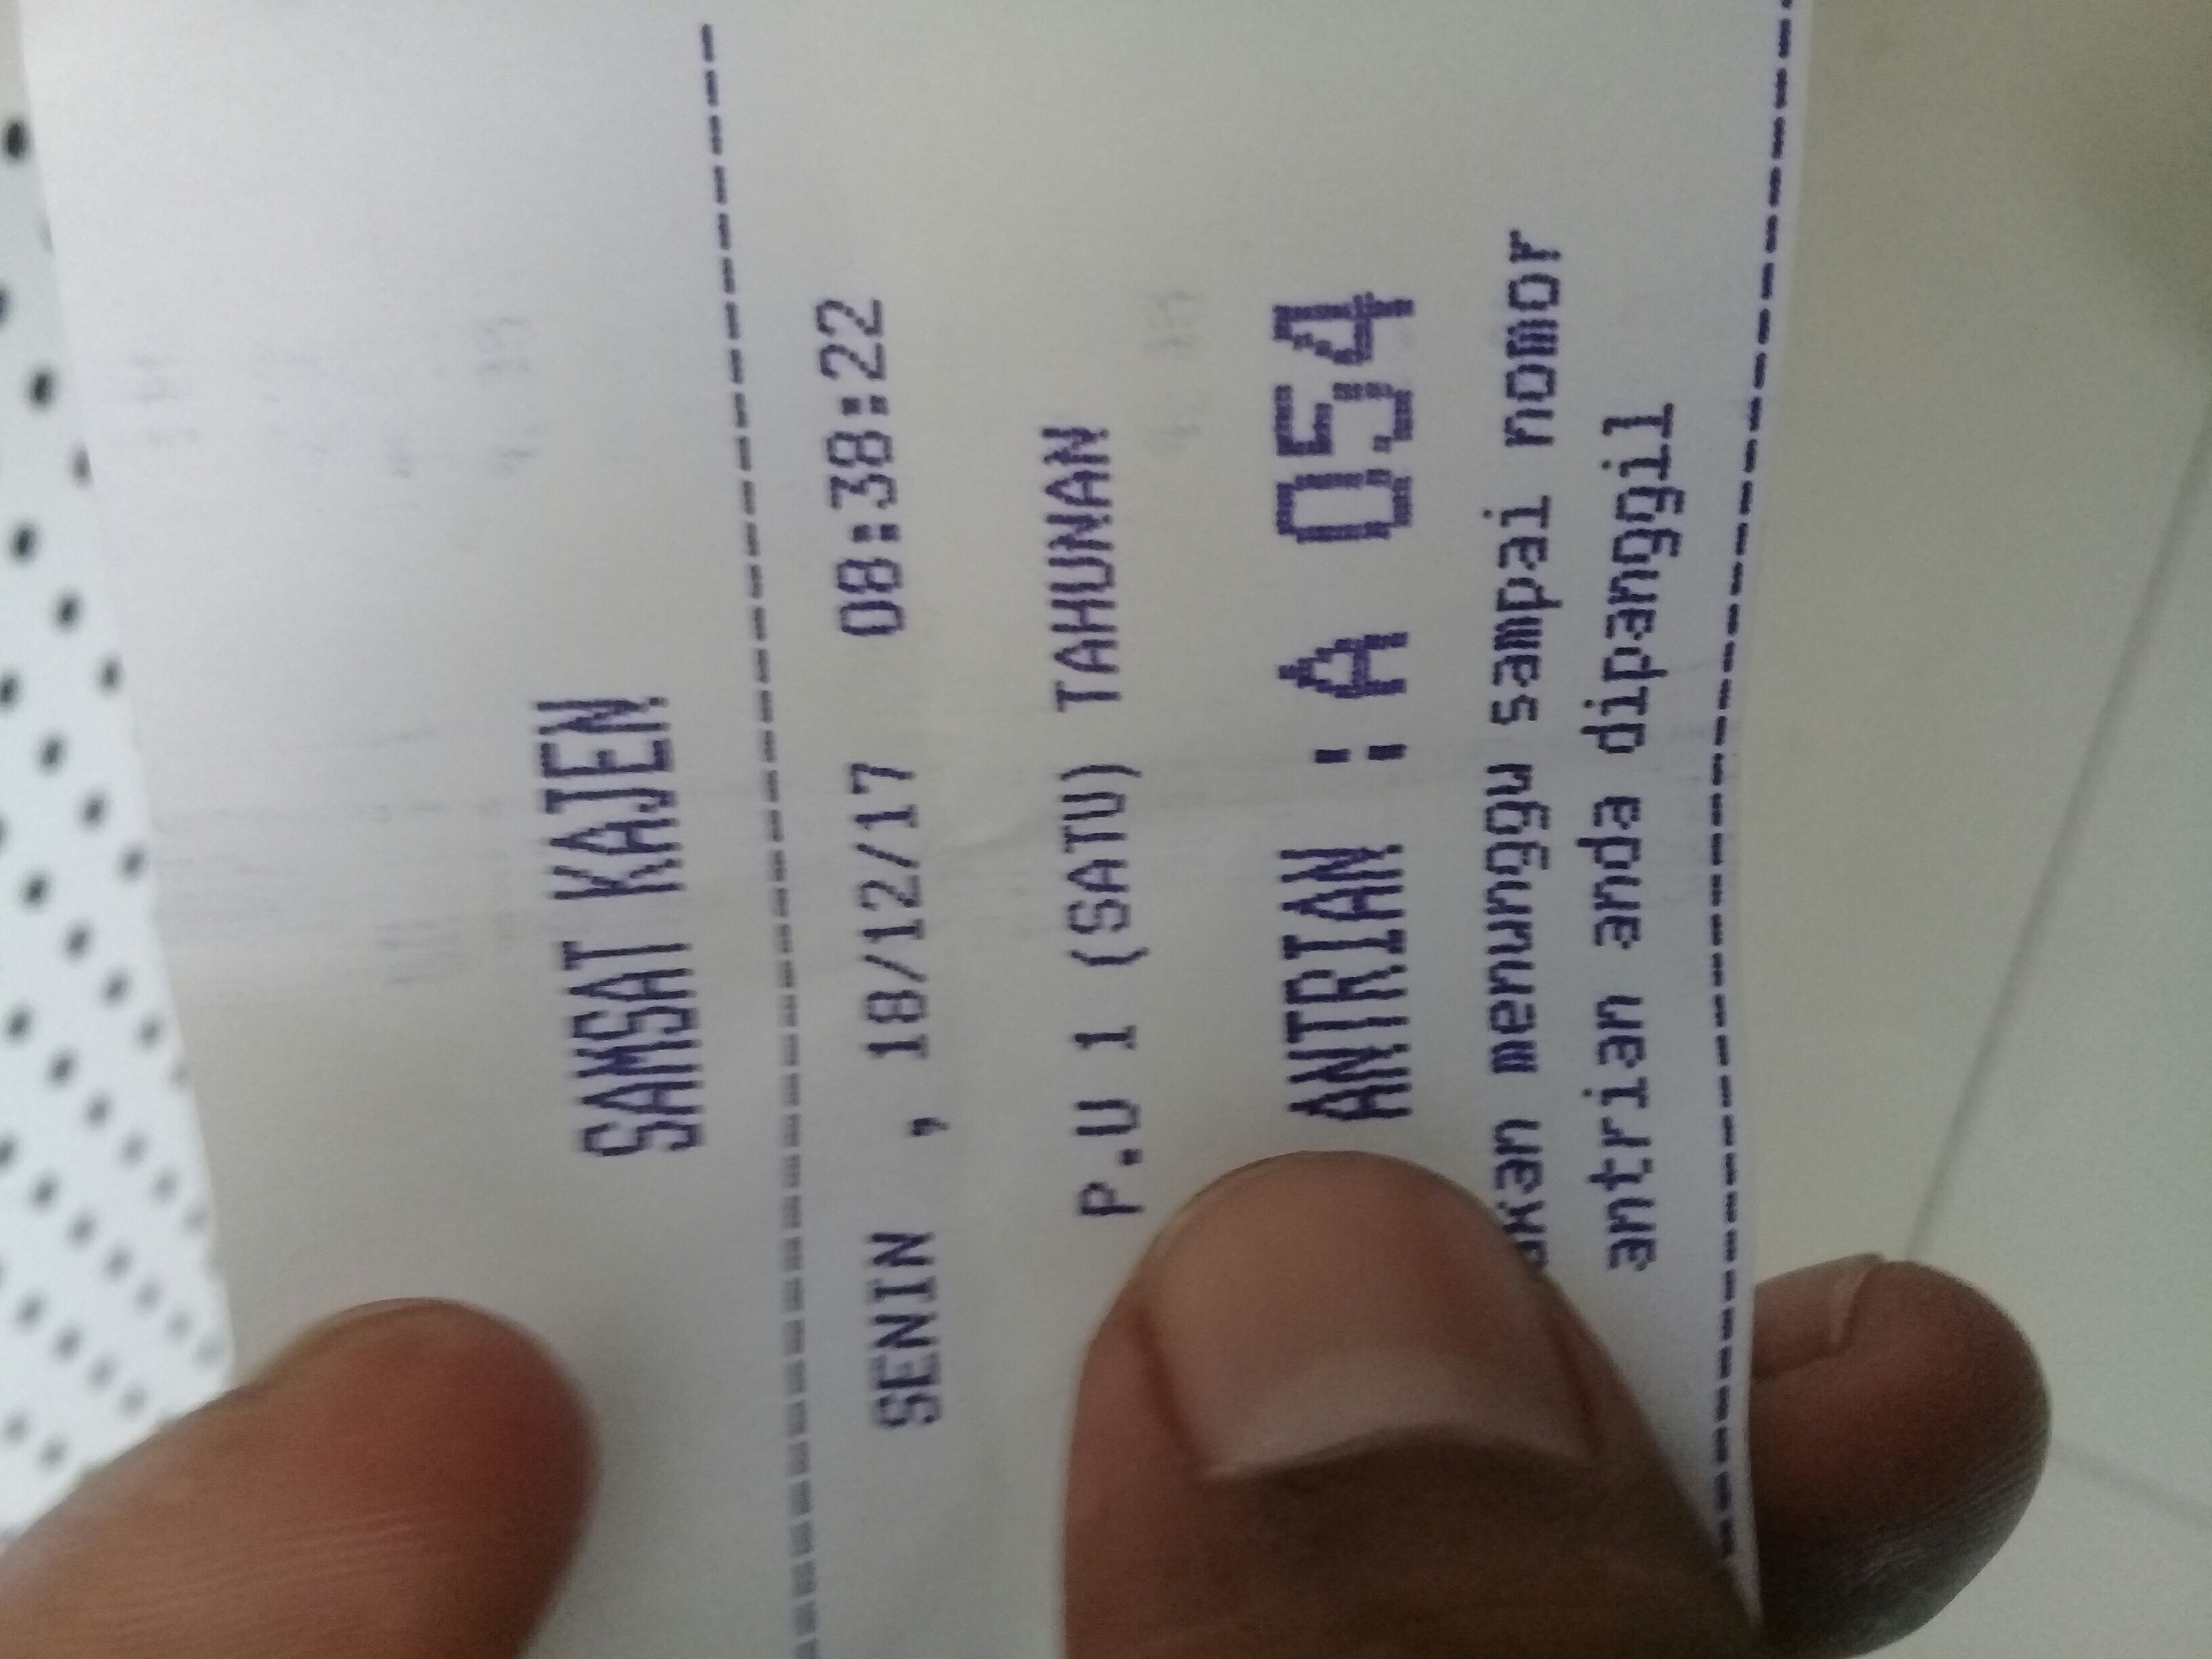 SAMSAT KAJEN
SENIN , 18/12/17 08:38:22
P.U 1 (SATU) TAHUNAN
ANTRIAN : A 054
menunggu sampai nomor
antrian anda dipanggil